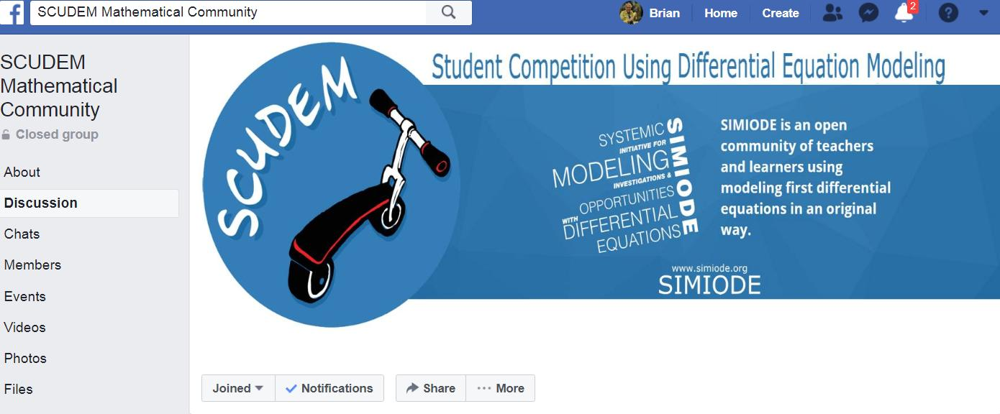 f
SCUDEM Mathematical Community
Brian
Home
Create
2
?
SCUDEM
Mathematical
Community
Closed group
About
Discussion
Chats
Members
Events
Videos
Photos
Files
SCUDEM
Student Competition Using Differential Equation Modeling
SYSTEMIC
INITIATIVE FOR
MODELING
INVESTIGATIONS &
OPPORTUNITIES
WITH
DIFFERENTIAL
EQUATIONS
SIMIODE
SIMIODE is an open
community of teachers
and learners using
modeling first differential
equations in an original
way.
www.simiode.org
SIMIODE
Joined
Notifications
Share
More